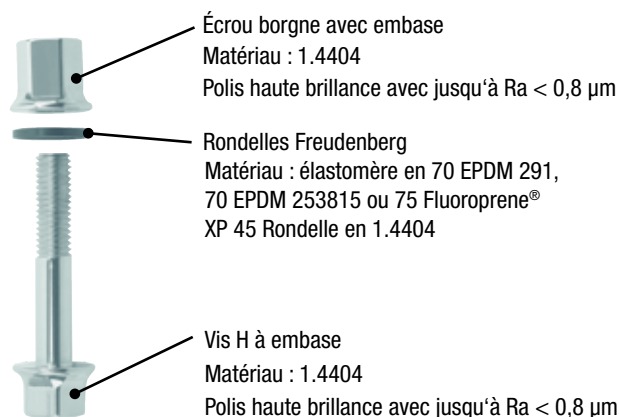 Écrou borgne avec embase
Matériau : 1.4404
Polis haute brillance avec jusqu‘à Ra < 0,8 µm
Rondelles Freudenberg
Matériau : élastomère en 70 EPDM 291,
70 EPDM 253815 ou 75 Fluoroprene®
XP 45 Rondelle en 1.4404
Vis H à embase
Matériau : 1.4404
Polis haute brillance avec jusqu‘à Ra < 0,8 µm